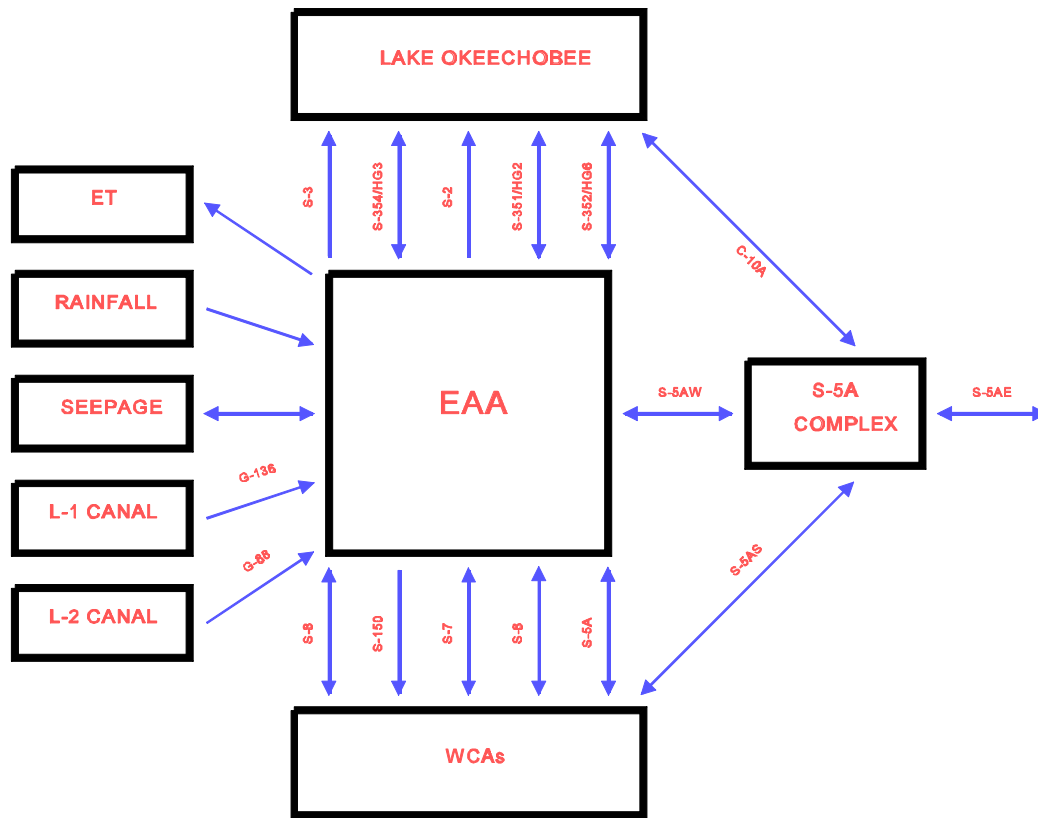 LAKE OKEECHOBEE
S-3
S-354/HG3
S-2
S-351/HG2
S-352/HG6
C-10A
ET
RAINFALL
SEEPAGE
L-1 CANAL
L-2 CANAL
G-136
G-88
EAA
S-5AW
S-5A
COMPLEX
S-5AE
S-5AS
S-8
S-150
S-7
S-6
S-5A
WCAs